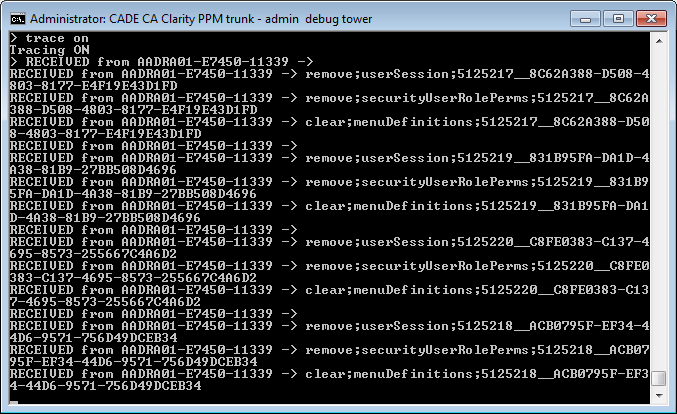 Administrator: CADE CA Clarity PPM trunk - admin  debug tower
> trace on
Tracing ON
> RECEIVED from AADRA01-E7450-11339 ->
RECEIVED from AADRA01-E7450-11339 -> remove;userSession;5125217__8C62A388-D508-4
803-8177-E4F19E43D1FD
RECEIVED from AADRA01-E7450-11339 -> remove;securityUserRolePerms;5125217__8C62A
388-D508-4803-8177-E4F19E43D1FD
RECEIVED from AADRA01-E7450-11339 -> clear;menuDefinitions;5125217__8C62A388-D50
8-4803-8177-E4F19E43D1FD
RECEIVED from AADRA01-E7450-11339 ->
RECEIVED from AADRA01-E7450-11339 -> remove;userSession;5125219__831B95FA-DA1D-4
A38-81B9-27BB508D4696
RECEIVED from AADRA01-E7450-11339 -> remove;securityUserRolePerms;5125219__831B9
5FA-DA1D-4A38-81B9-27BB508D4696
RECEIVED from AADRA01-E7450-11339 -> clear;menuDefinitions;5125219__831B95FA-DA1
D-4A38-81B9-27BB508D4696
RECEIVED from AADRA01-E7450-11339 ->
RECEIVED from AADRA01-E7450-11339 -> remove;userSession;5125220__C8FE0383-C137-4
695-8573-255667C4A6D2
RECEIVED from AADRA01-E7450-11339 -> remove;securityUserRolePerms;5125220__C8FE0
383-C137-4695-8573-255667C4A6D2
RECEIVED from AADRA01-E7450-11339 -> clear;menuDefinitions;5125220__C8FE0383-C13
7-4695-8573-255667C4A6D2
RECEIVED from AADRA01-E7450-11339 ->
RECEIVED from AADRA01-E7450-11339 -> remove;userSession;5125218__ACB0795F-EF34-4
4D6-9571-756D49DCEB34
RECEIVED from AADRA01-E7450-11339 -> remove;securityUserRolePerms;5125218__ACB07
95F-EF34-44D6-9571-756D49DCEB34
RECEIVED from AADRA01-E7450-11339 -> clear;menuDefinitions;5125218__ACB0795F-EF3
4-44D6-9571-756D49DCEB34